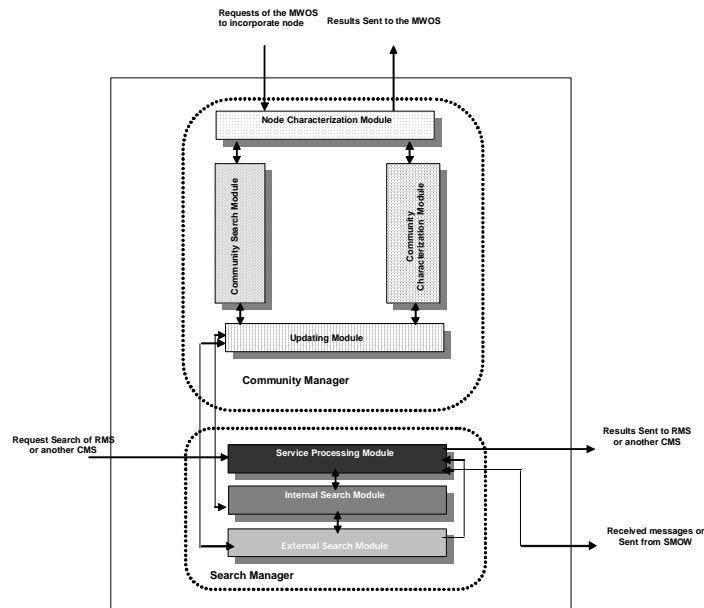 Requests of the MWOS
to incorporate node
Results Sent to the MWOS
Node Characterization Module
Community Search Module
Community
Characterization Module
Updating Module
Community Manager
Request Search of RMS
or another CMS
Service Processing Module
Results Sent to RMS
or another CMS
Internal Search Module
External Search Module
Received messages or
Sent from SMOW
Search Manager